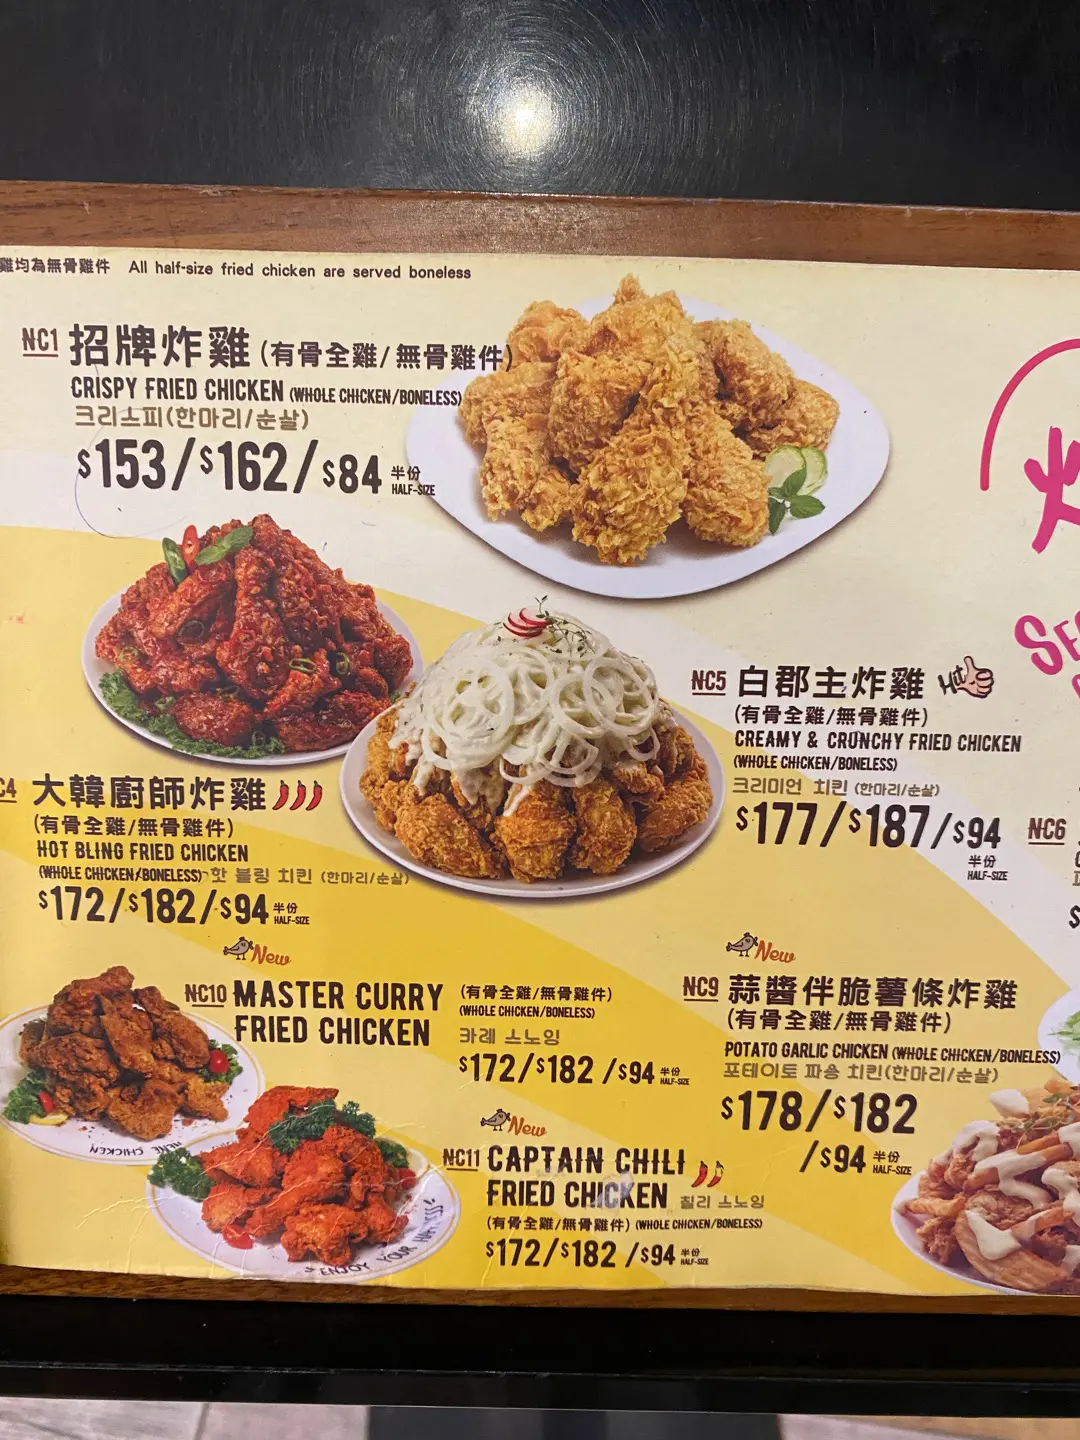 雞均為無骨雞件 All half-size fried chicken are served boneless
NC1 招牌炸雞 (有骨全雞/無骨雞件)
CRISPY FRIED CHICKEN (WHOLE CHICKEN/BONELESS)
크리스피(한마리/순살)
$153/$162/$84 半份
HALF-SIZE
SE
C4 大韓廚師炸雞
(有骨全雞/無骨雞件)
HOT BLING FRIED CHICKEN
(WHOLE CHICKEN/BONELESS) 핫 블링 치킨 (한마리/순살)
$172/$182/$94 半份
HALF-SIZE
NC5 白郡主炸雞 Hit
(有骨全雞/無骨雞件)
CREAMY & CRUNCHY FRIED CHICKEN
(WHOLE CHICKEN/BONELESS)
크리미언 치킨 (한마리/순살)
$177/$187/$94
半份
HALF-SIZE
NC6
$
New
NC10 MASTER CURRY
FRIED CHICKEN
(有骨全雞/無骨雞件)
(WHOLE CHICKEN/BONELESS)
카레 스노잉
$172/$182/$94 半份
HALF-SIZE
New
NC9 蒜醬伴脆薯條炸雞
(有骨全雞/無骨雞件)
POTATO GARLIC CHICKEN (WHOLE CHICKEN/BONELESS)
포테이토 파송 치킨(한마리/순살)
$178/$182
/$94 半份
HALF-SIZE
New
NC11 CAPTAIN CHILI
FRIED CHICKEN 칠리 스노잉
(有骨全雞/無骨雞件) (WHOLE CHICKEN/BONELESS)
$172/$182/$94 半份
HALF-SIZE
NENE CHICKEN
ENJOY YOUR HAPPINESS